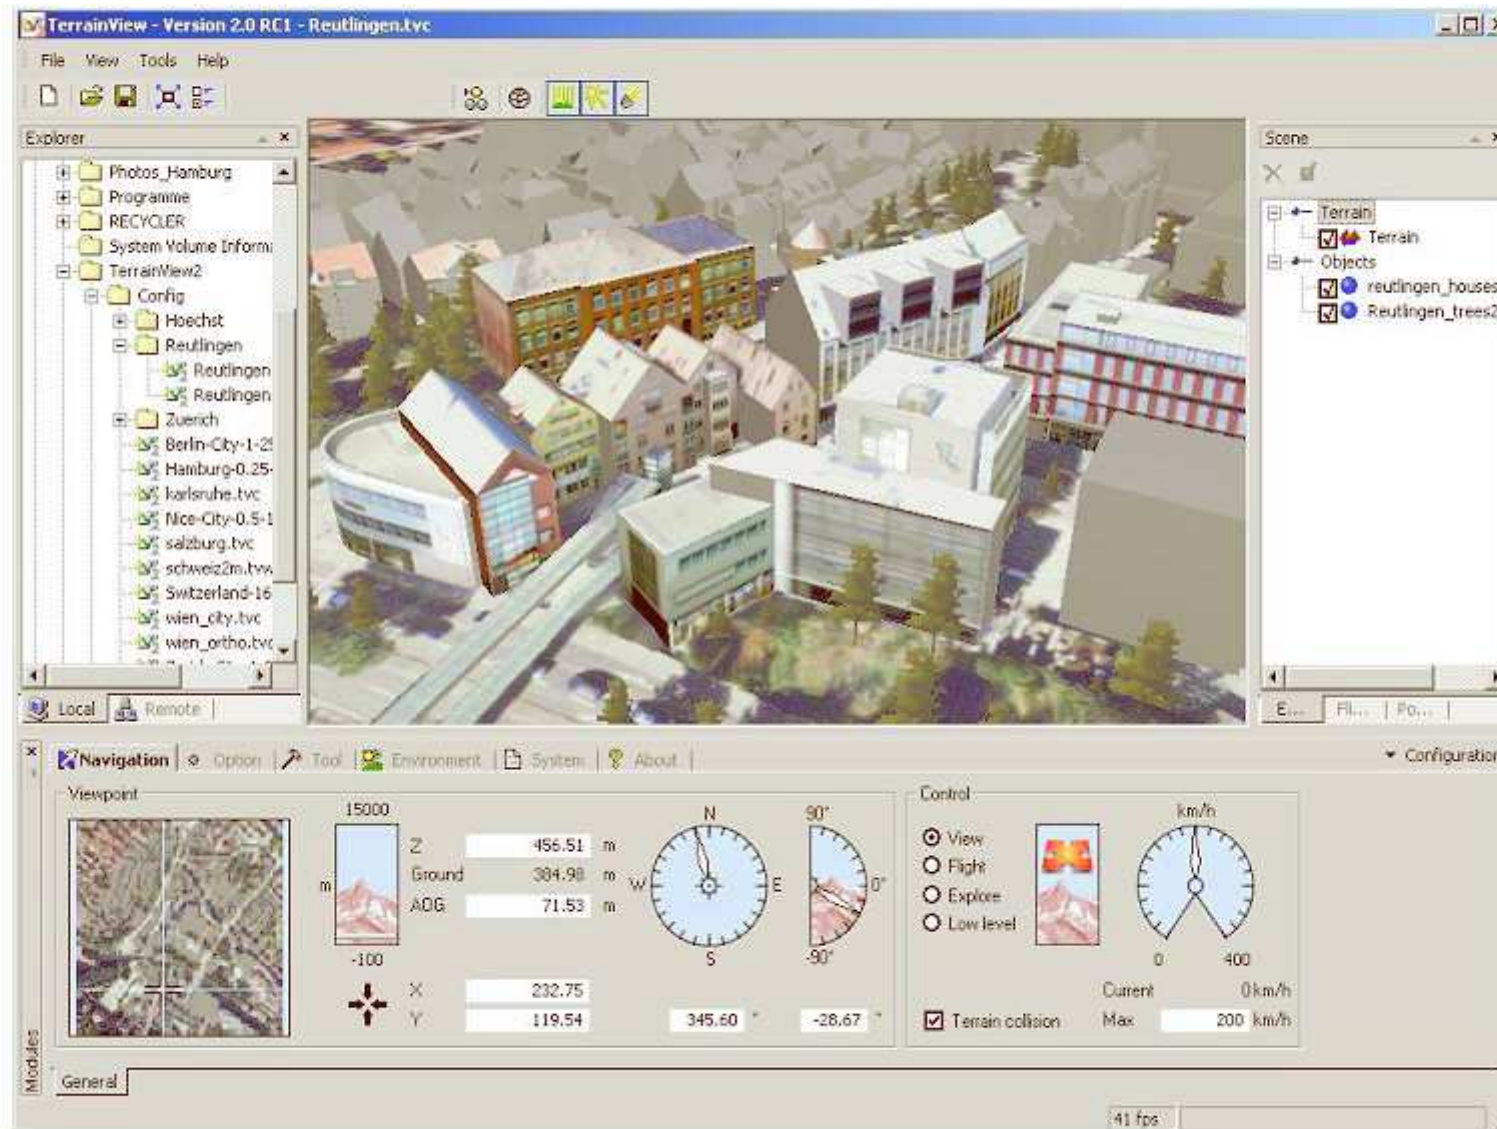 TerrainView - Version 2.0 RC1 - Reutlingen.tvc
File View Tools Help
Explorer
Photos_Hamburg
Programme
RECYCLER
System Volume Informa
TerrainView2
Config
Hoechst
Reutlingen
Reutlingen
Reutlingen
Zuerich
Berlin-City-1-25
Hamburg-0.25-
karlsruhe.tvc
Nice-City-0.5-1
salzburg.tvc
schweiz2m.tvw
Switzerland-16
wien_city.tvc
wien_ortho.tvc
Local Remote
Scene
Terrain
Terrain
Objects
reutlingen_houses
Reutlingen_trees2
E... Fli... Po...
Navigation Option Tool Environment System About
Configuration
Modules
Viewpoint
15000
m
-100
Z 456.51 m
Ground 384.98 m
AOG 71.53 m
X 232.75
Y 119.54
N
W E
S
345.60 °
90°
0°
-90°
-28.67 °
Control
View
Flight
Explore
Low level
Terrain collision
km/h
0 400
Current 0 km/h
Max 200 km/h
General
41 fps